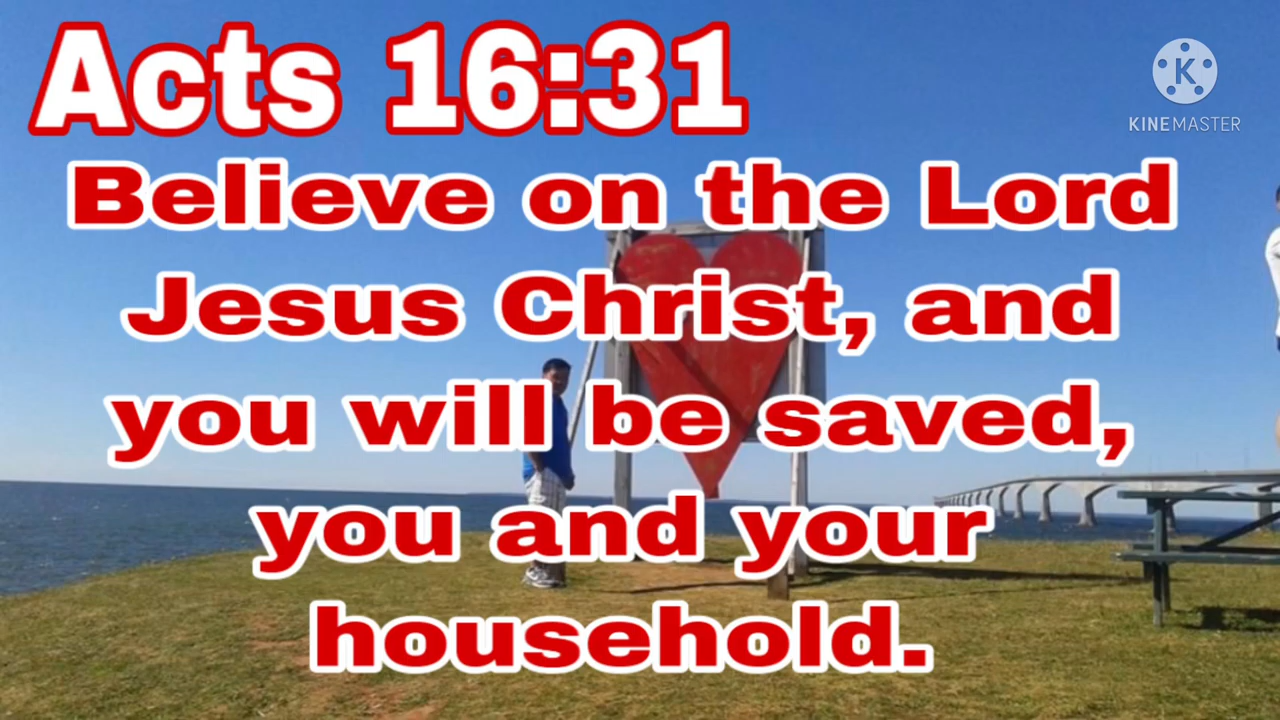 Acts 16:31
KINEMASTER
Believe on the Lord
Jesus Christ, and
you will be saved,
you and your
household.